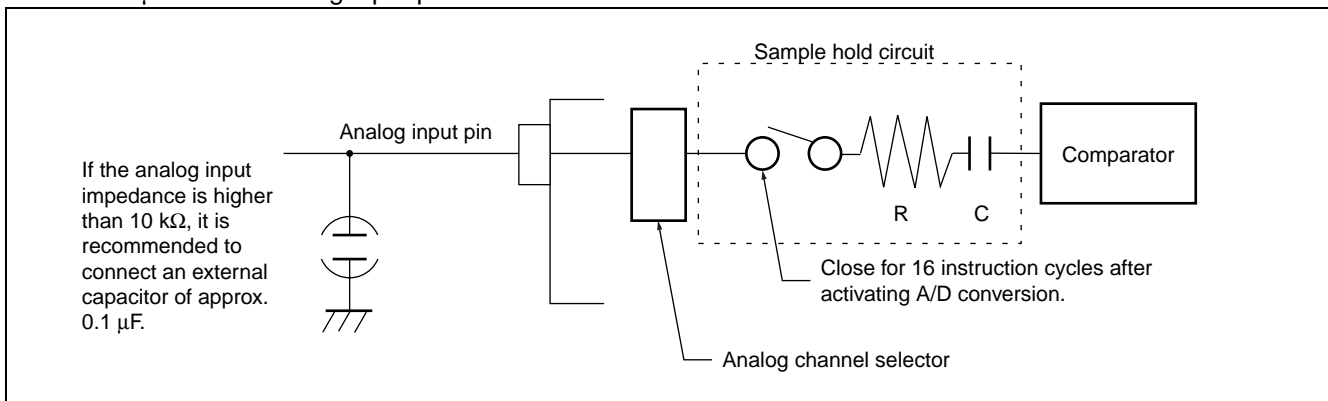 Sample hold circuit
Analog input pin
If the analog input
impedance is higher
than 10 kΩ, it is
recommended to
connect an external
capacitor of approx.
0.1 μF.
Comparator
R
C
Close for 16 instruction cycles after
activating A/D conversion.
Analog channel selector